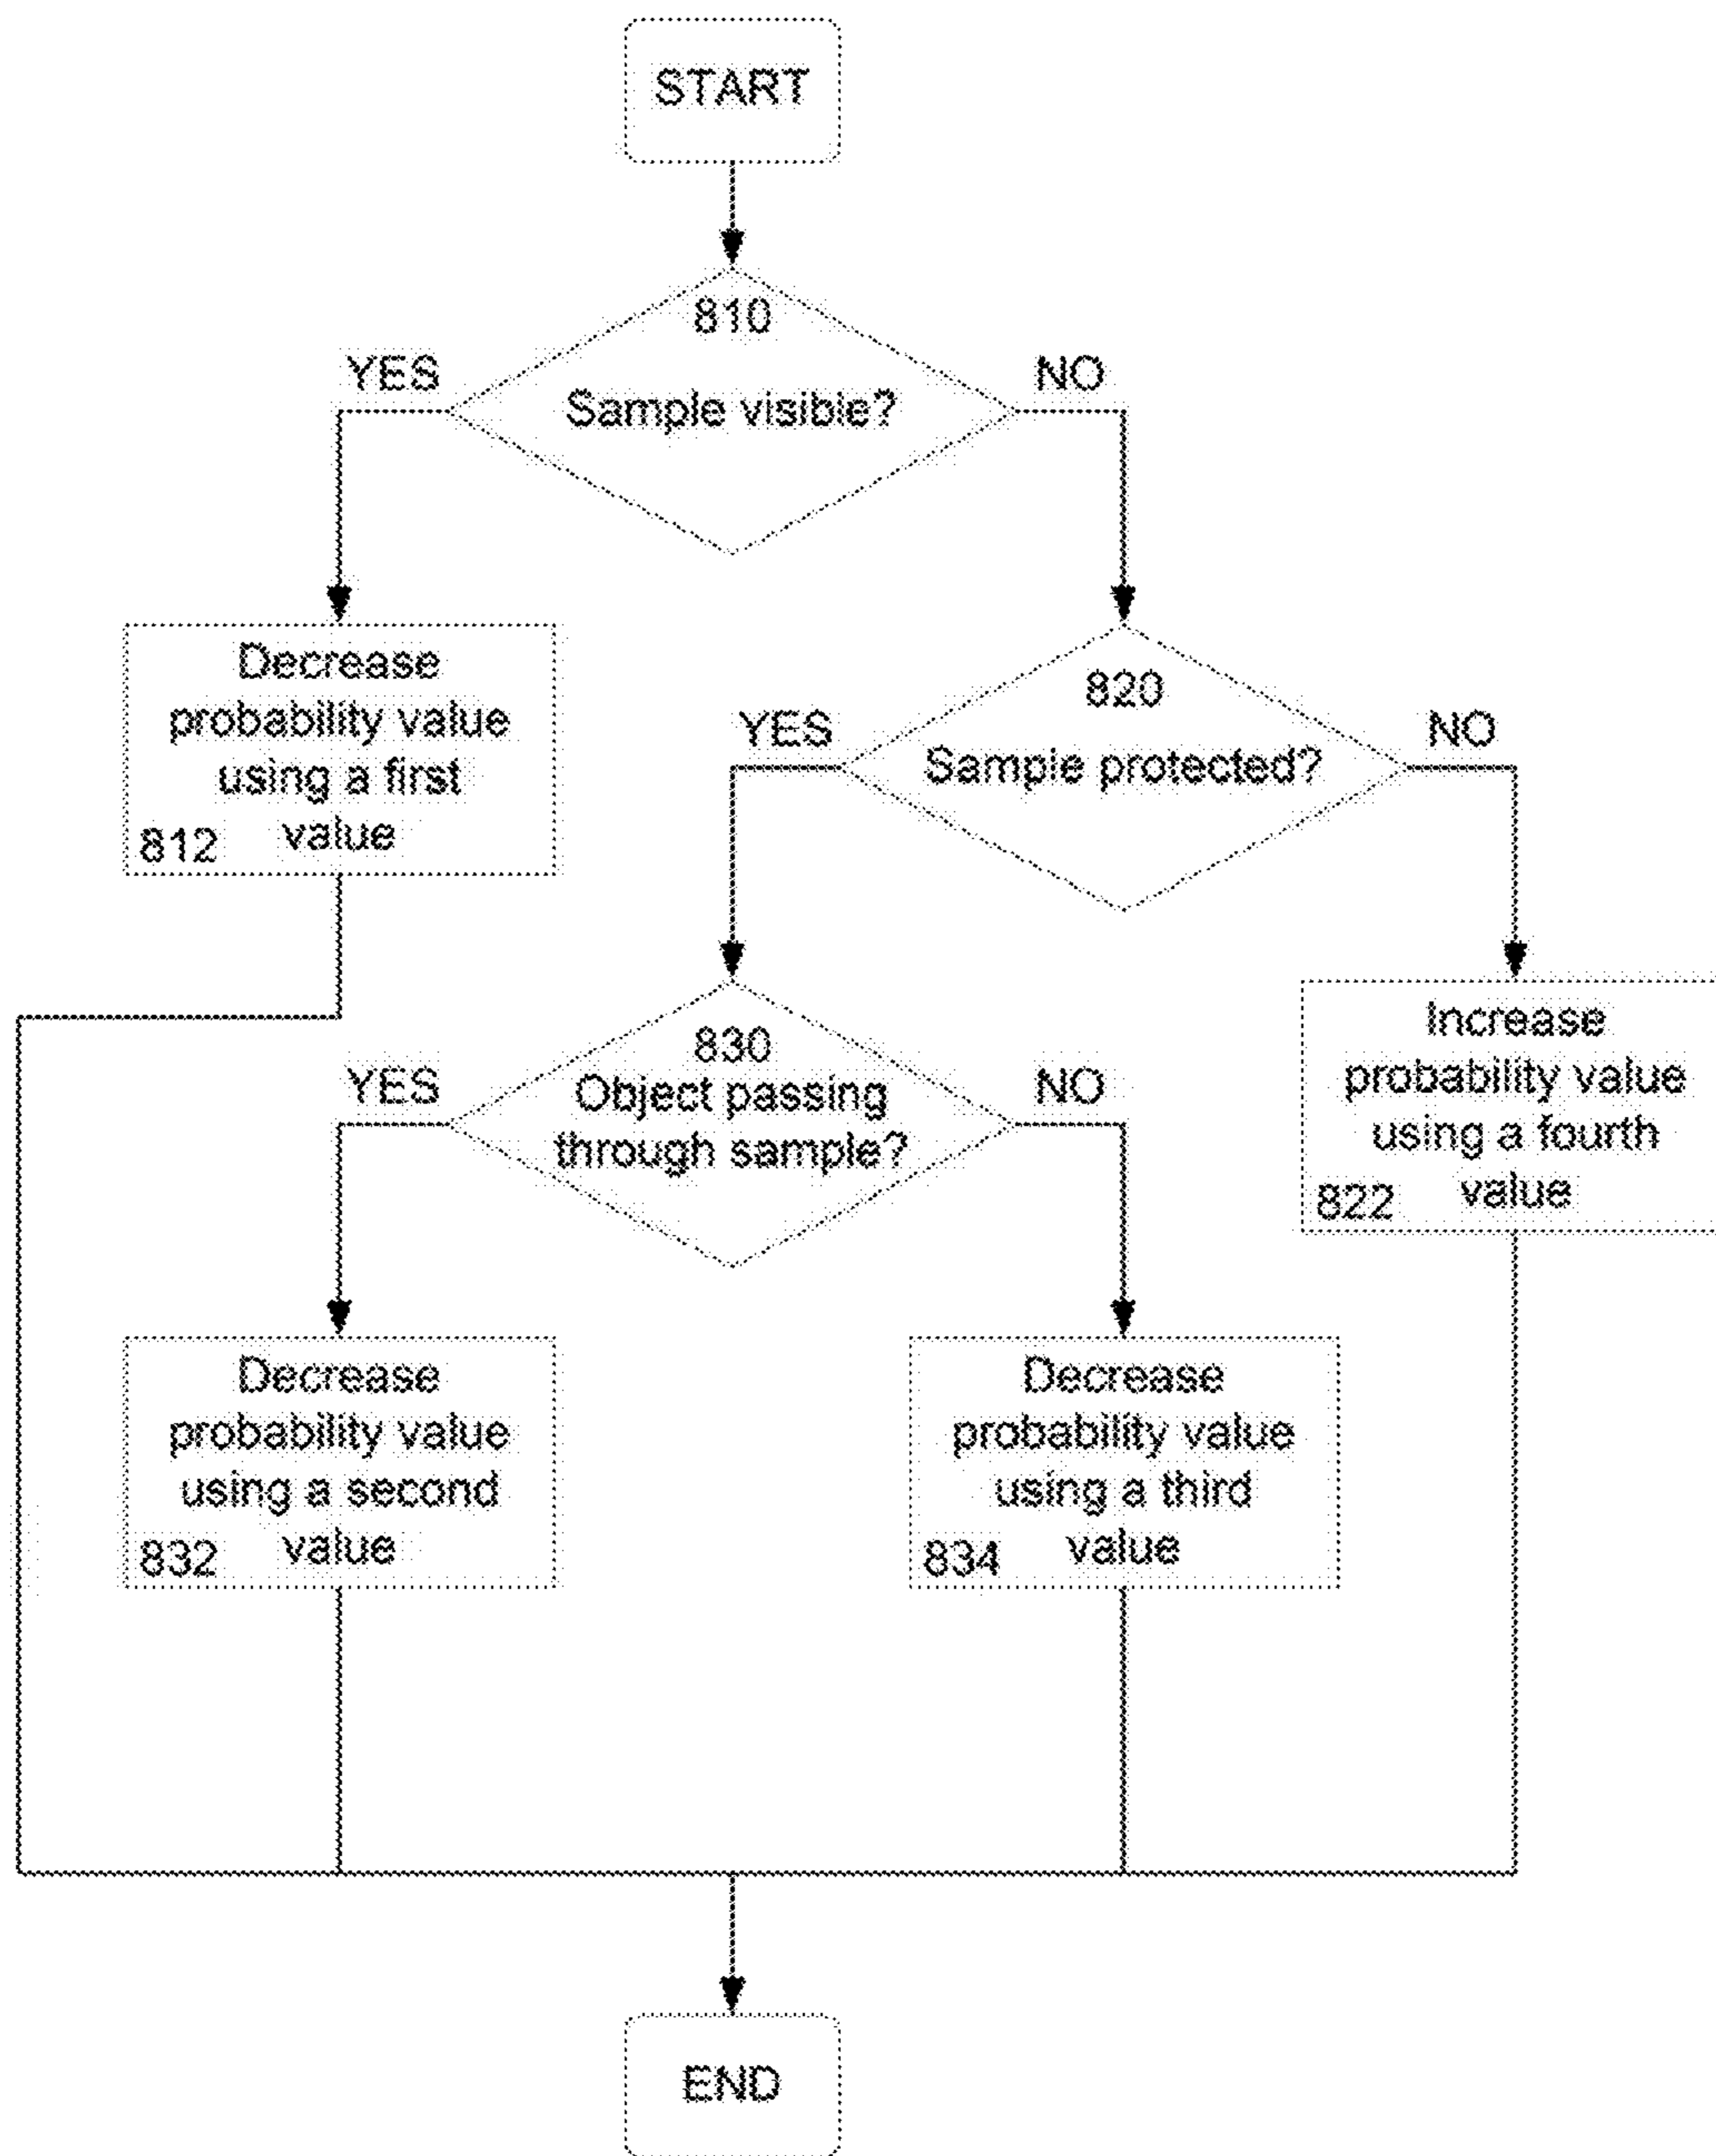 START
810
YES
NO
Sample visible?
Decrease
probability value
using a first
value
812
820
YES
NO
Sample protected?
830
YES
NO
Object passing
through sample?
Increase
probability value
using a fourth
value
822
Decrease
probability value
using a second
value
832
Decrease
probability value
using a third
value
834
END